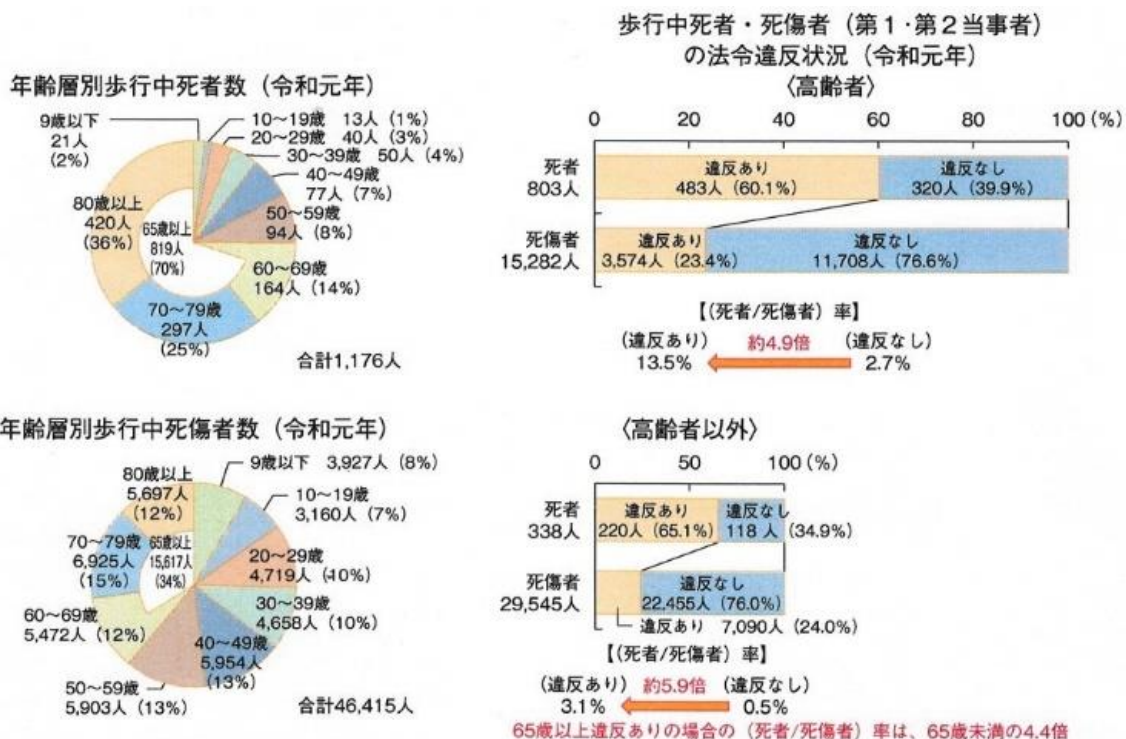 年齢層別歩行中死者数（令和元年）
9歳以下
21人
(2%)
10〜19歳 13人（1%）
20〜29歳 40人（3%）
30〜39歳 50人（4%）
40〜49歳
77人（7%）
50〜59歳
94人（8%）
60〜69歳
164人（14%）
70〜79歳
297人
(25%)
80歳以上
420人
(36%)
65歳以上
819人
(70%)
合計1,176人
年齢層別歩行中死傷者数（令和元年）
9歳以下 3,927人（8%）
10〜19歳
3,160人（7%）
20〜29歳
4,719人（10%）
30〜39歳
4,658人（10%）
40〜49歳
5,954人
(13%)
50〜59歳
5,903人（13%）
60〜69歳
5,472人（12%）
70〜79歳
6,925人
(15%)
80歳以上
5,697人
(12%)
65歳以上
15,617人
(34%)
合計46,415人
歩行中死者・死傷者（第1・第2当事者）
の法令違反状況（令和元年）
〈高齢者〉
0 20 40 60 80 100 (%)
死者
803人
違反あり
483人（60.1%）
違反なし
320人（39.9%）
死傷者
15,282人
違反あり
3,574人（23.4%）
違反なし
11,708人（76.6%）
【(死者/死傷者）率】
(違反あり) 約4.9倍 (違反なし)
13.5% 2.7%
〈高齢者以外〉
0 50 100 (%)
死者
338人
違反あり
220人（65.1%）
違反なし
118 人（34.9%）
死傷者
29,545人
違反なし
22,455人（76.0%）
違反あり 7,090人（24.0%）
【(死者/死傷者）率】
(違反あり) 約5.9倍 (違反なし)
3.1% 0.5%
65歳以上違反ありの場合の（死者/死傷者）率は、65歳未満の4.4倍